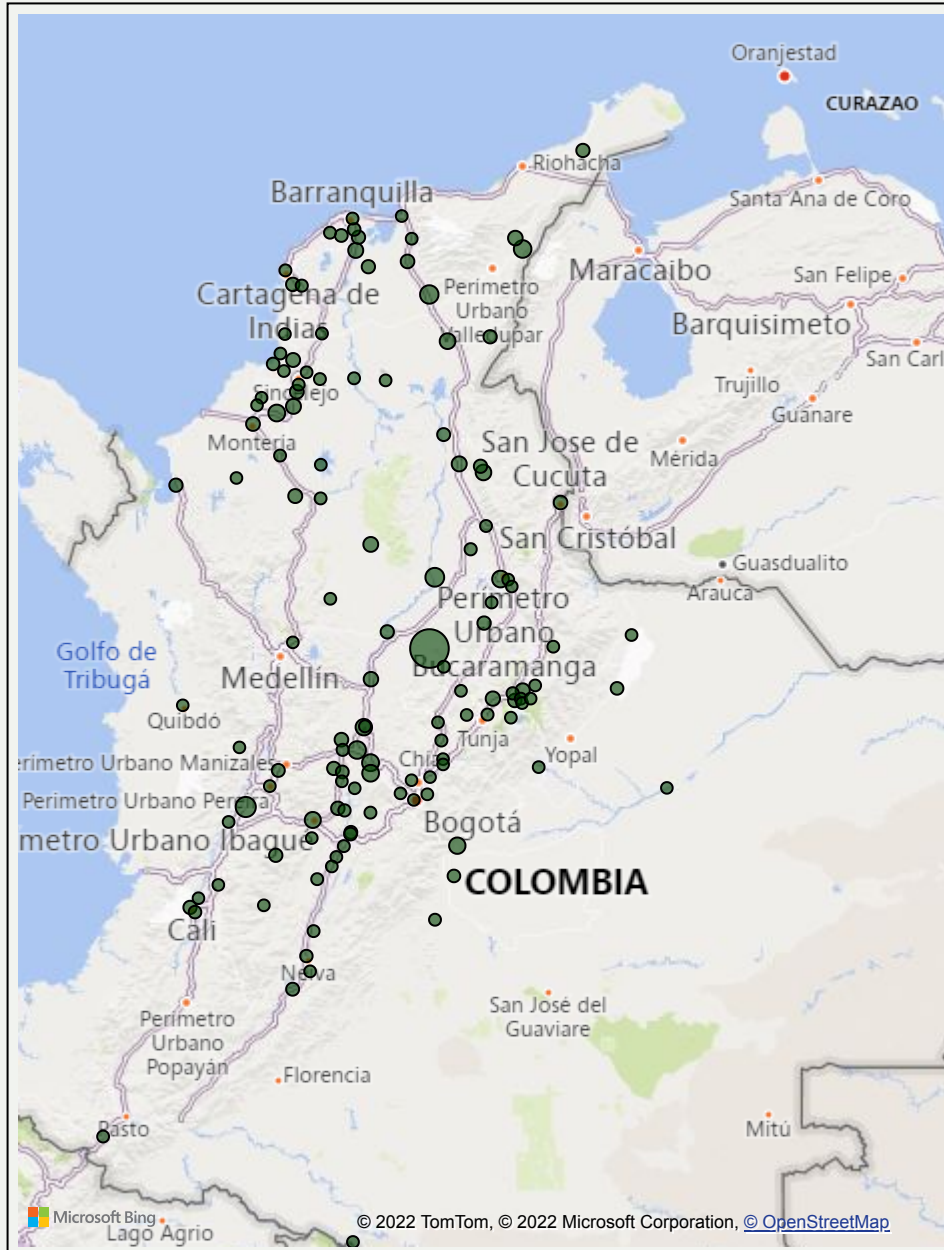 Oranjestad
CURAZAO
Riohacha
Santa Ana de Coro
Barranquilla
Maracaibo
San Felipe
Cartagena de
Indias
Perimetro
Urbano
Valledupar
Barquisimeto
San Carl
Trujillo
Sincelejo
Guanare
Montería
San Jose de
Cucuta
Mérida
San Cristóbal
Guasdualito
Arauca
Perimetro
Urbano
Bucaramanga
Golfo de
Tribugá
Medellín
Quibdó
Tunja
Yopal
erímetro Urbano Manizales
Chía
Perimetro Urbano Pereira
Bogotá
metro Urbano Ibague
COLOMBIA
Cali
Neiva
San José del
Guaviare
Perimetro
Urbano
Popayán
Florencia
Pasto
Mitú
Microsoft Bing
Lago Agrio
© 2022 TomTom, © 2022 Microsoft Corporation, © OpenStreetMap